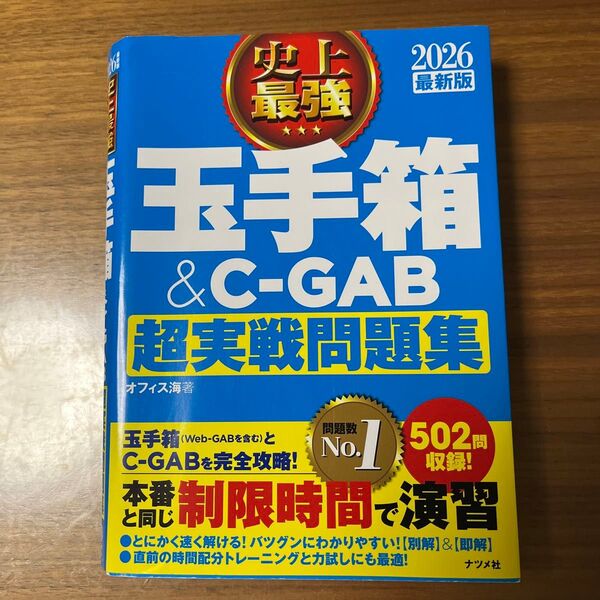 史上
最強
2026
最新版
玉手箱
&C-GAB
超実戦問題集
オフィス海 著
玉手箱(Web-GABを含む)と
C-GABを完全攻略!
問題数
No.1
502問
収録!
本番
と同じ
制限時間で演習
●とにかく速く解ける!バツグンにわかりやすい!【別解】&【即解】
●直前の時間配分トレーニングと力試しにも最適!
ナツメ社